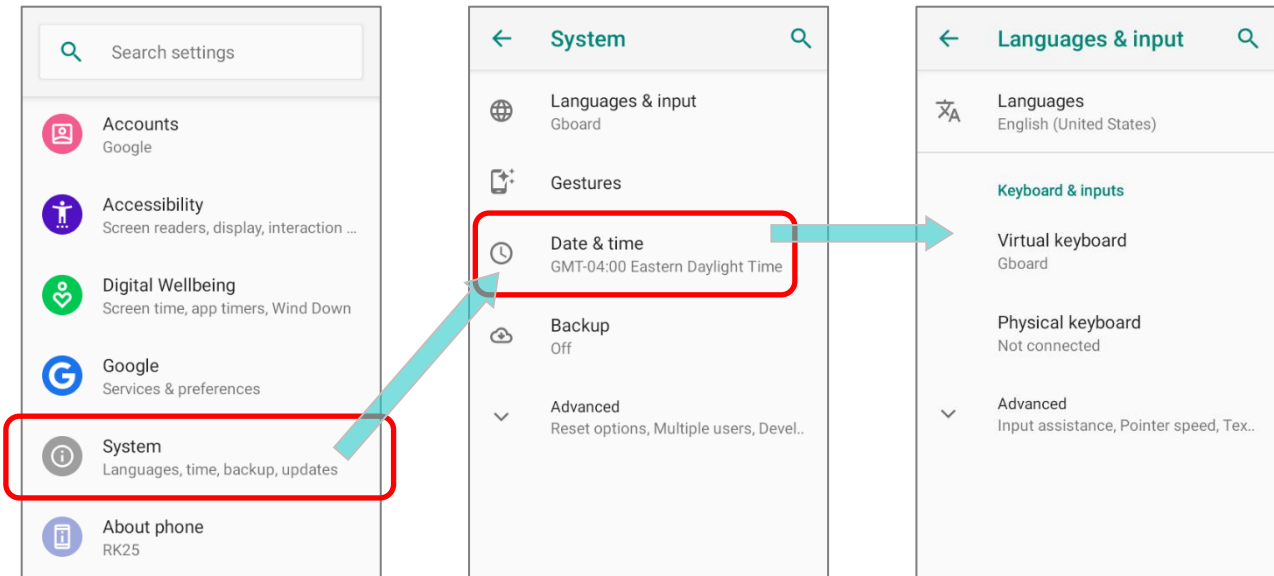 Search settings
Accounts
Google
Accessibility
Screen readers, display, interaction ...
Digital Wellbeing
Screen time, app timers, Wind Down
Google
Services & preferences
System
Languages, time, backup, updates
About phone
RK25
System
Languages & input
Gboard
Gestures
Date & time
GMT-04:00 Eastern Daylight Time
Backup
Off
Advanced
Reset options, Multiple users, Devel..
Languages & input
Languages
English (United States)
Keyboard & inputs
Virtual keyboard
Gboard
Physical keyboard
Not connected
Advanced
Input assistance, Pointer speed, Tex..